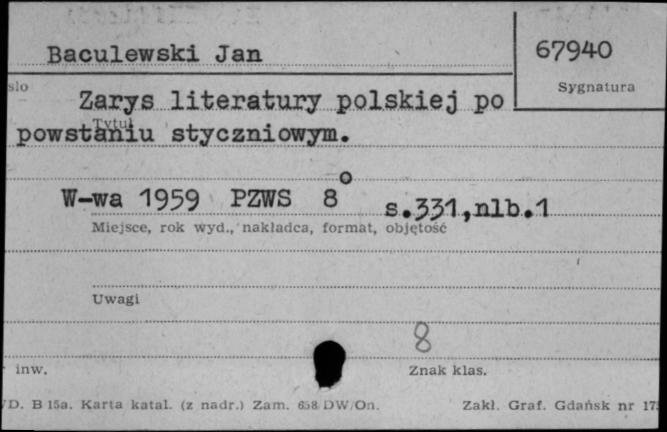 Baculewski Jan
67940
Sygnatura
Zarys literatury polskiej po
Tytuł
powstaniu styczniowym.
W-wa 1959 PZWS 8° s.331,nlb.1
Miejsce, rok wyd., nakładca, format, objętość
Uwagi
8
inw.
Znak klas.
D. B 15a. Karta katal. (z nadr.) Zam. 658 DW/On.
Zakł. Graf. Gdańsk nr